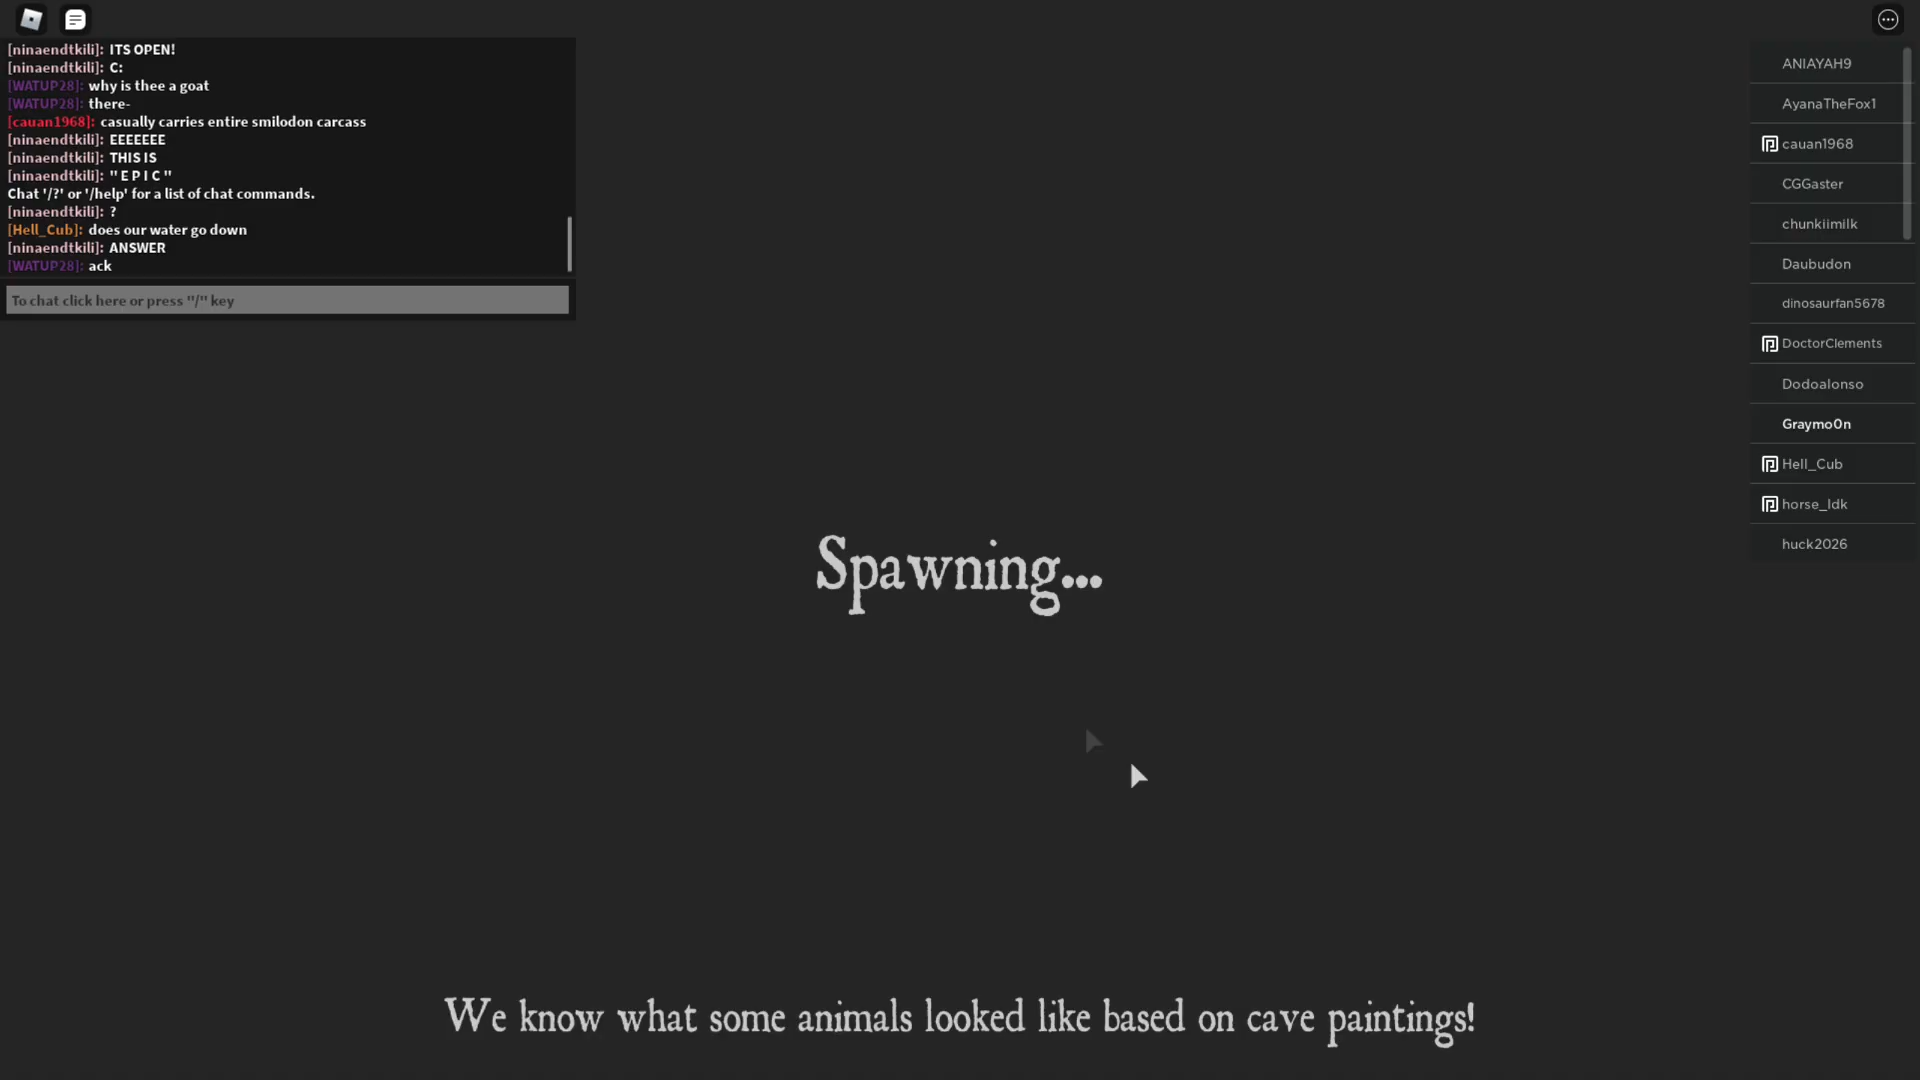 [ninaendtkili]: ITS OPEN!
[ninaendtkili]: C:
[WATUP28]: why is thee a goat
[WATUP28]: there-
[cauan1968]: casually carries entire smilodon carcass
[ninaendtkili]: EEEEEEE
[ninaendtkili]: THIS IS
[ninaendtkili]: " E P I C "
Chat '/?' or '/help' for a list of chat commands.
[ninaendtkili]: ?
[Hell_Cub]: does our water go down
[ninaendtkili]: ANSWER
[WATUP28]: ack
To chat click here or press "/" key
ANIAYAH9
AyanaTheFox1
cauan1968
CGGaster
chunkiimilk
Daubudon
dinosaurfan5678
DoctorClements
Dodoalonso
Graymo0n
Hell_Cub
horse_Idk
huck2026
Spawning...
We know what some animals looked like based on cave paintings!